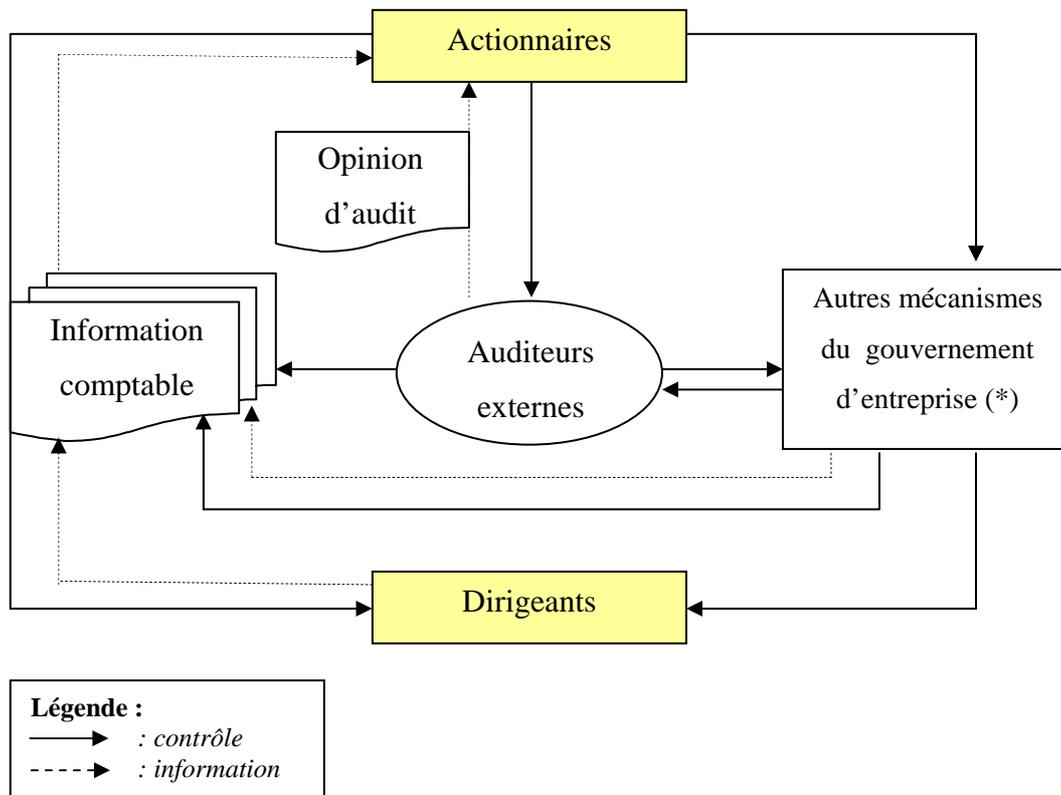 Actionnaires
Opinion
d’audit
Information
comptable
Auditeurs
externes
Autres mécanismes
du gouvernement
d’entreprise (*)
Dirigeants
Légende :
: contrôle
: information